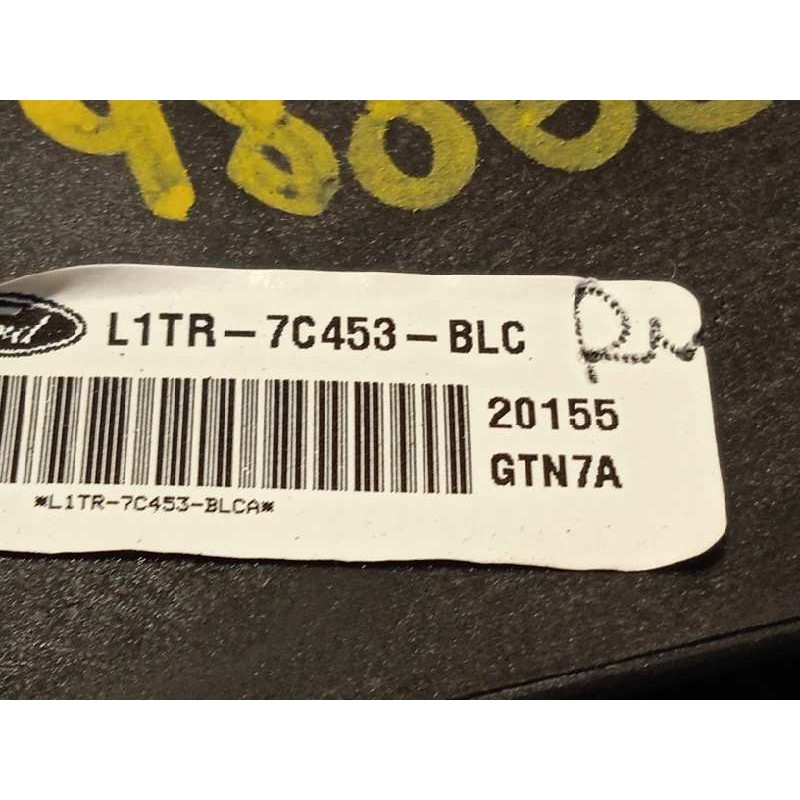 L1TR-7C453-BLC
20155
GTN7A
*L1TR-7C453-BLCA*